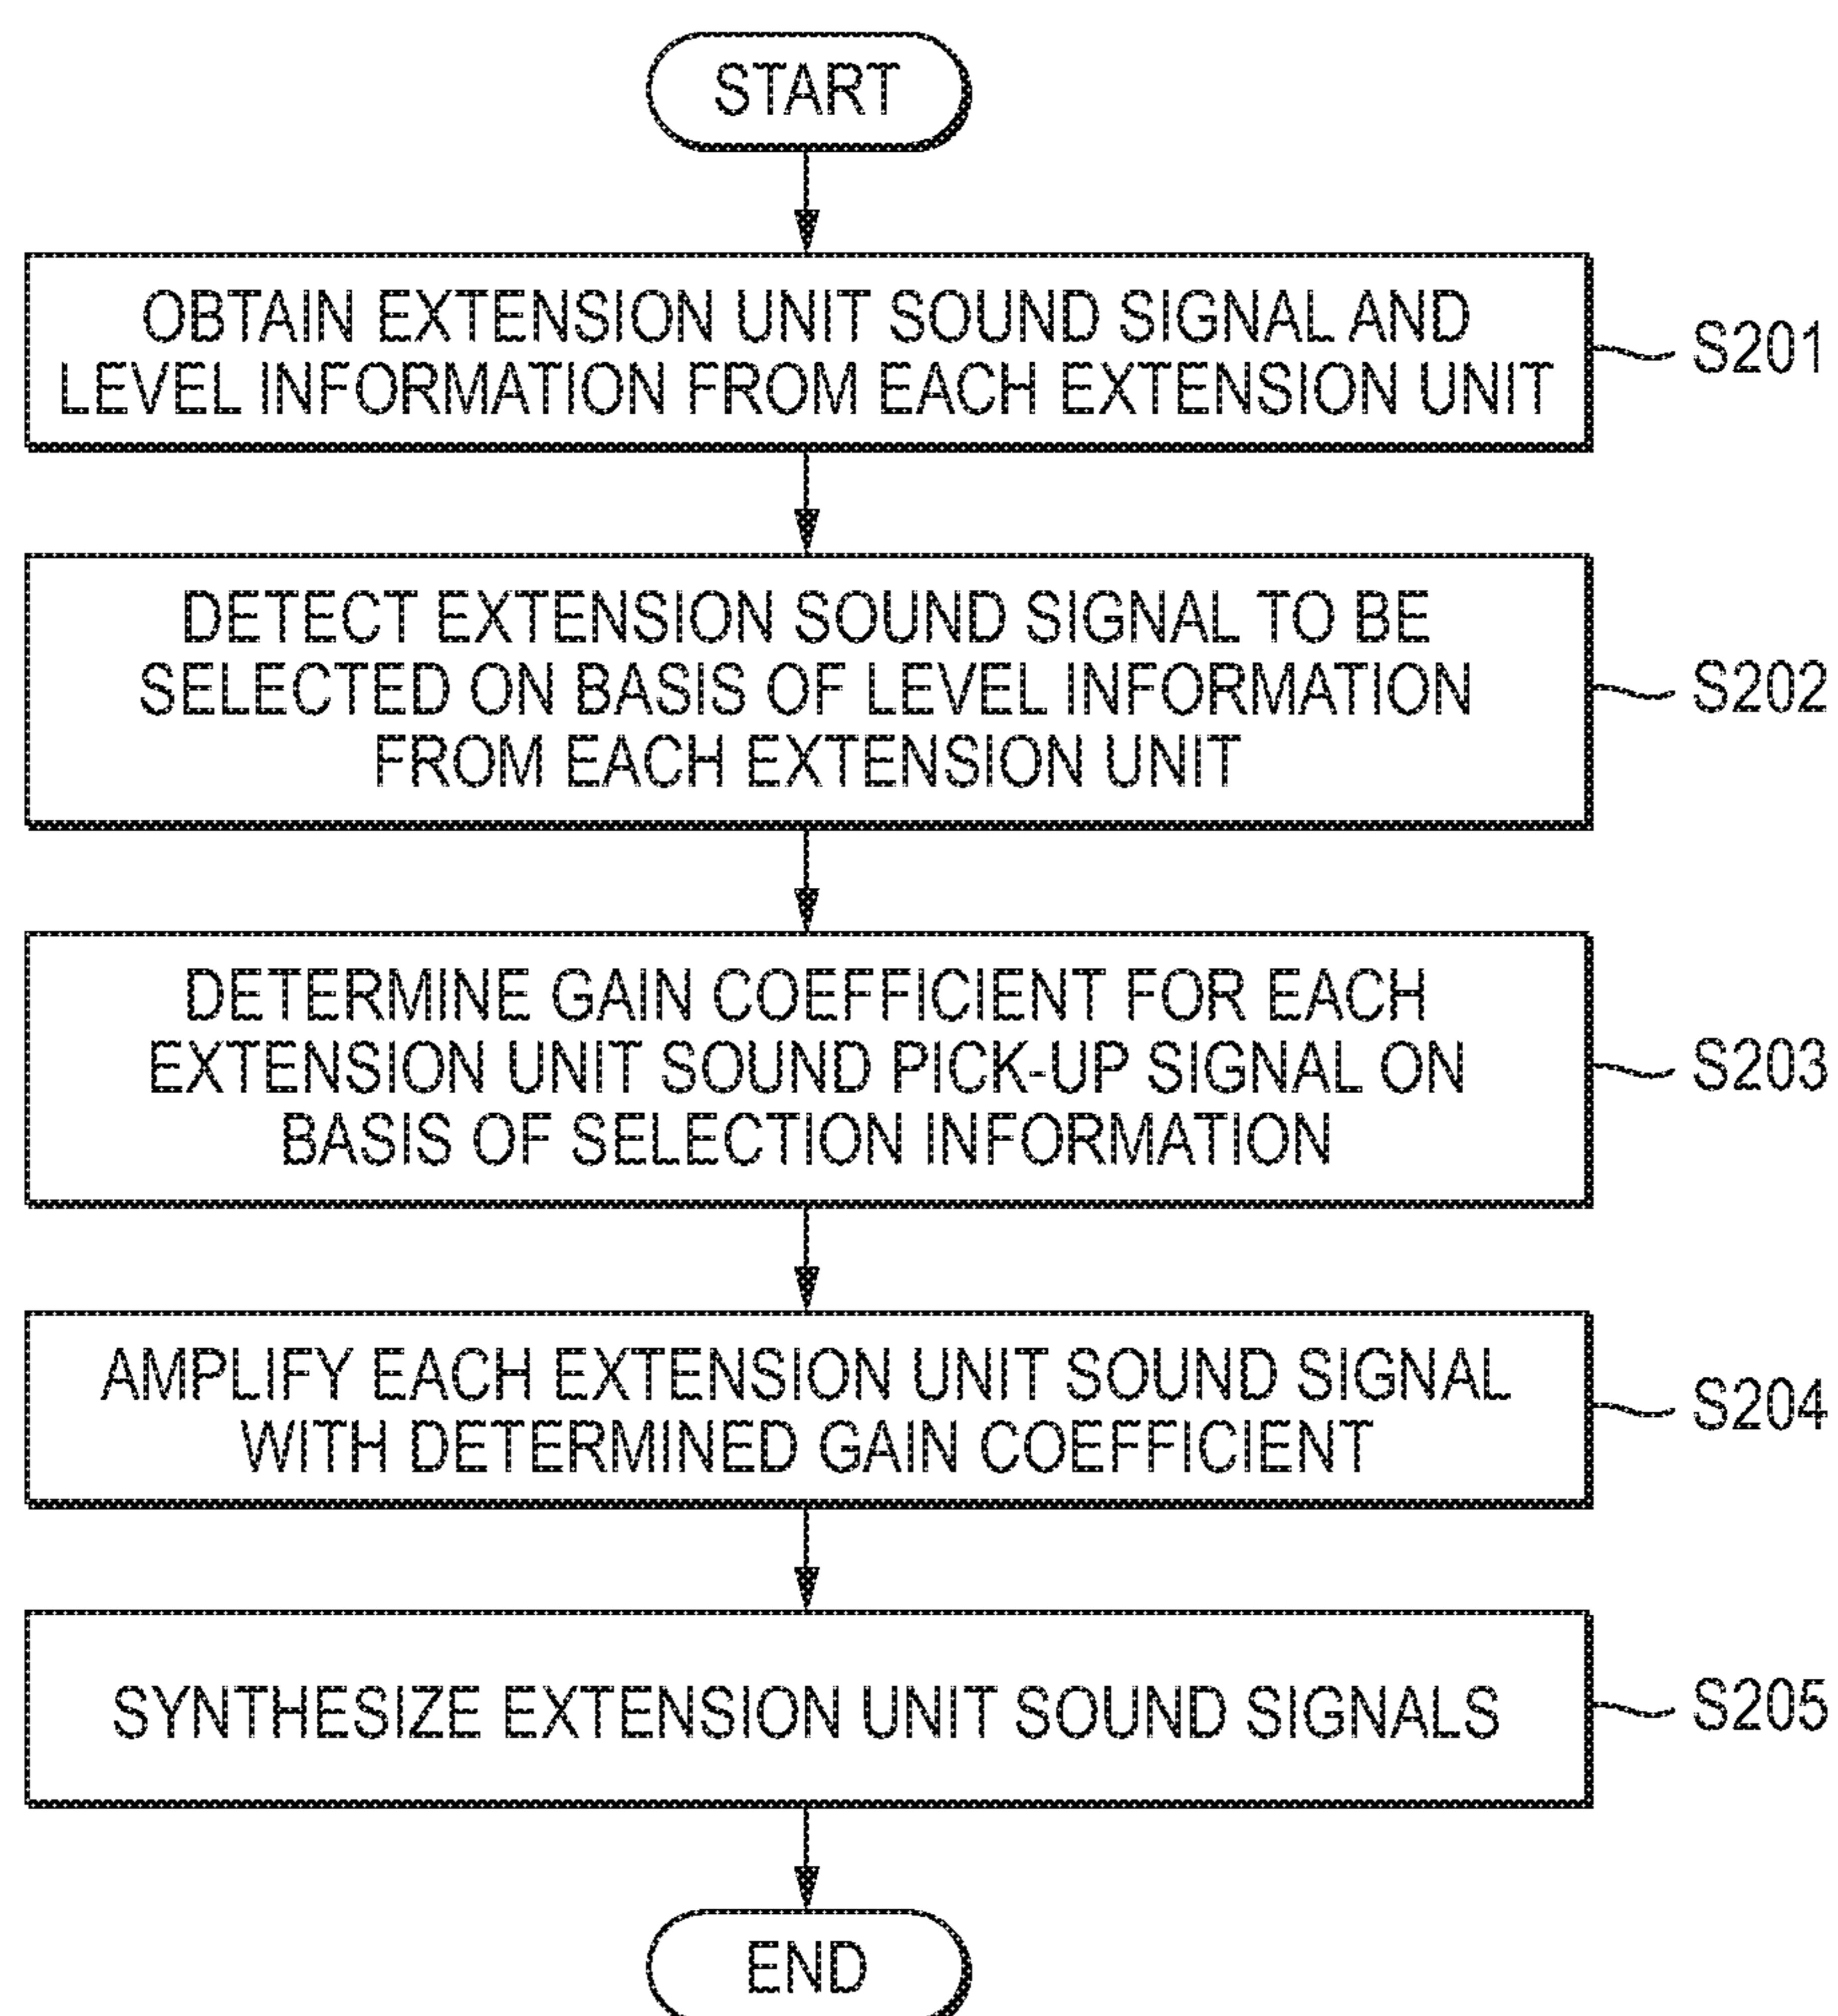 START
OBTAIN EXTENSION UNIT SOUND SIGNAL AND
LEVEL INFORMATION FROM EACH EXTENSION UNIT
S201
DETECT EXTENSION SOUND SIGNAL TO BE
SELECTED ON BASIS OF LEVEL INFORMATION
FROM EACH EXTENSION UNIT
S202
DETERMINE GAIN COEFFICIENT FOR EACH
EXTENSION UNIT SOUND PICK-UP SIGNAL ON
BASIS OF SELECTION INFORMATION
S203
AMPLIFY EACH EXTENSION UNIT SOUND SIGNAL
WITH DETERMINED GAIN COEFFICIENT
S204
SYNTHESIZE EXTENSION UNIT SOUND SIGNALS
S205
END